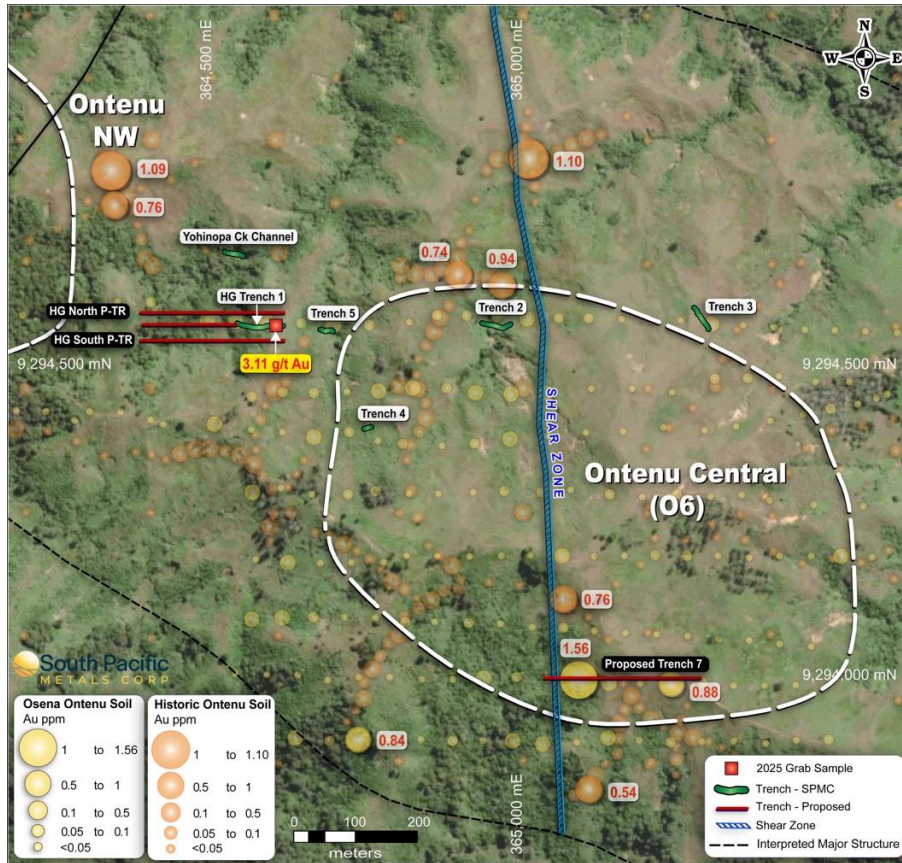 N
W
E
S
364,500 mE
365,000 mE
Ontenu
NW
1.09
0.76
1.10
Yohinopa Ck Channel
0.74
0.94
HG North P-TR
HG Trench 1
Trench 5
Trench 2
Trench 3
HG South P-TR
9,294,500 mN
3.11 g/t Au
9,294,500 mN
Trench 4
SHEAR ZONE
Ontenu Central
(O6)
0.76
1.56
Proposed Trench 7
0.88
9,294,000 mN
South Pacific
METALS CORP
0.84
0.54
365,000 mE
Osena Ontenu Soil
Au ppm
1 to 1.56
0.5 to 1
0.1 to 0.5
0.05 to 0.1
<0.05
Historic Ontenu Soil
Au ppm
1 to 1.10
0.5 to 1
0.1 to 0.5
0.05 to 0.1
<0.05
0 100 200
meters
2025 Grab Sample
Trench - SPMC
Trench - Proposed
Shear Zone
Interpreted Major Structure